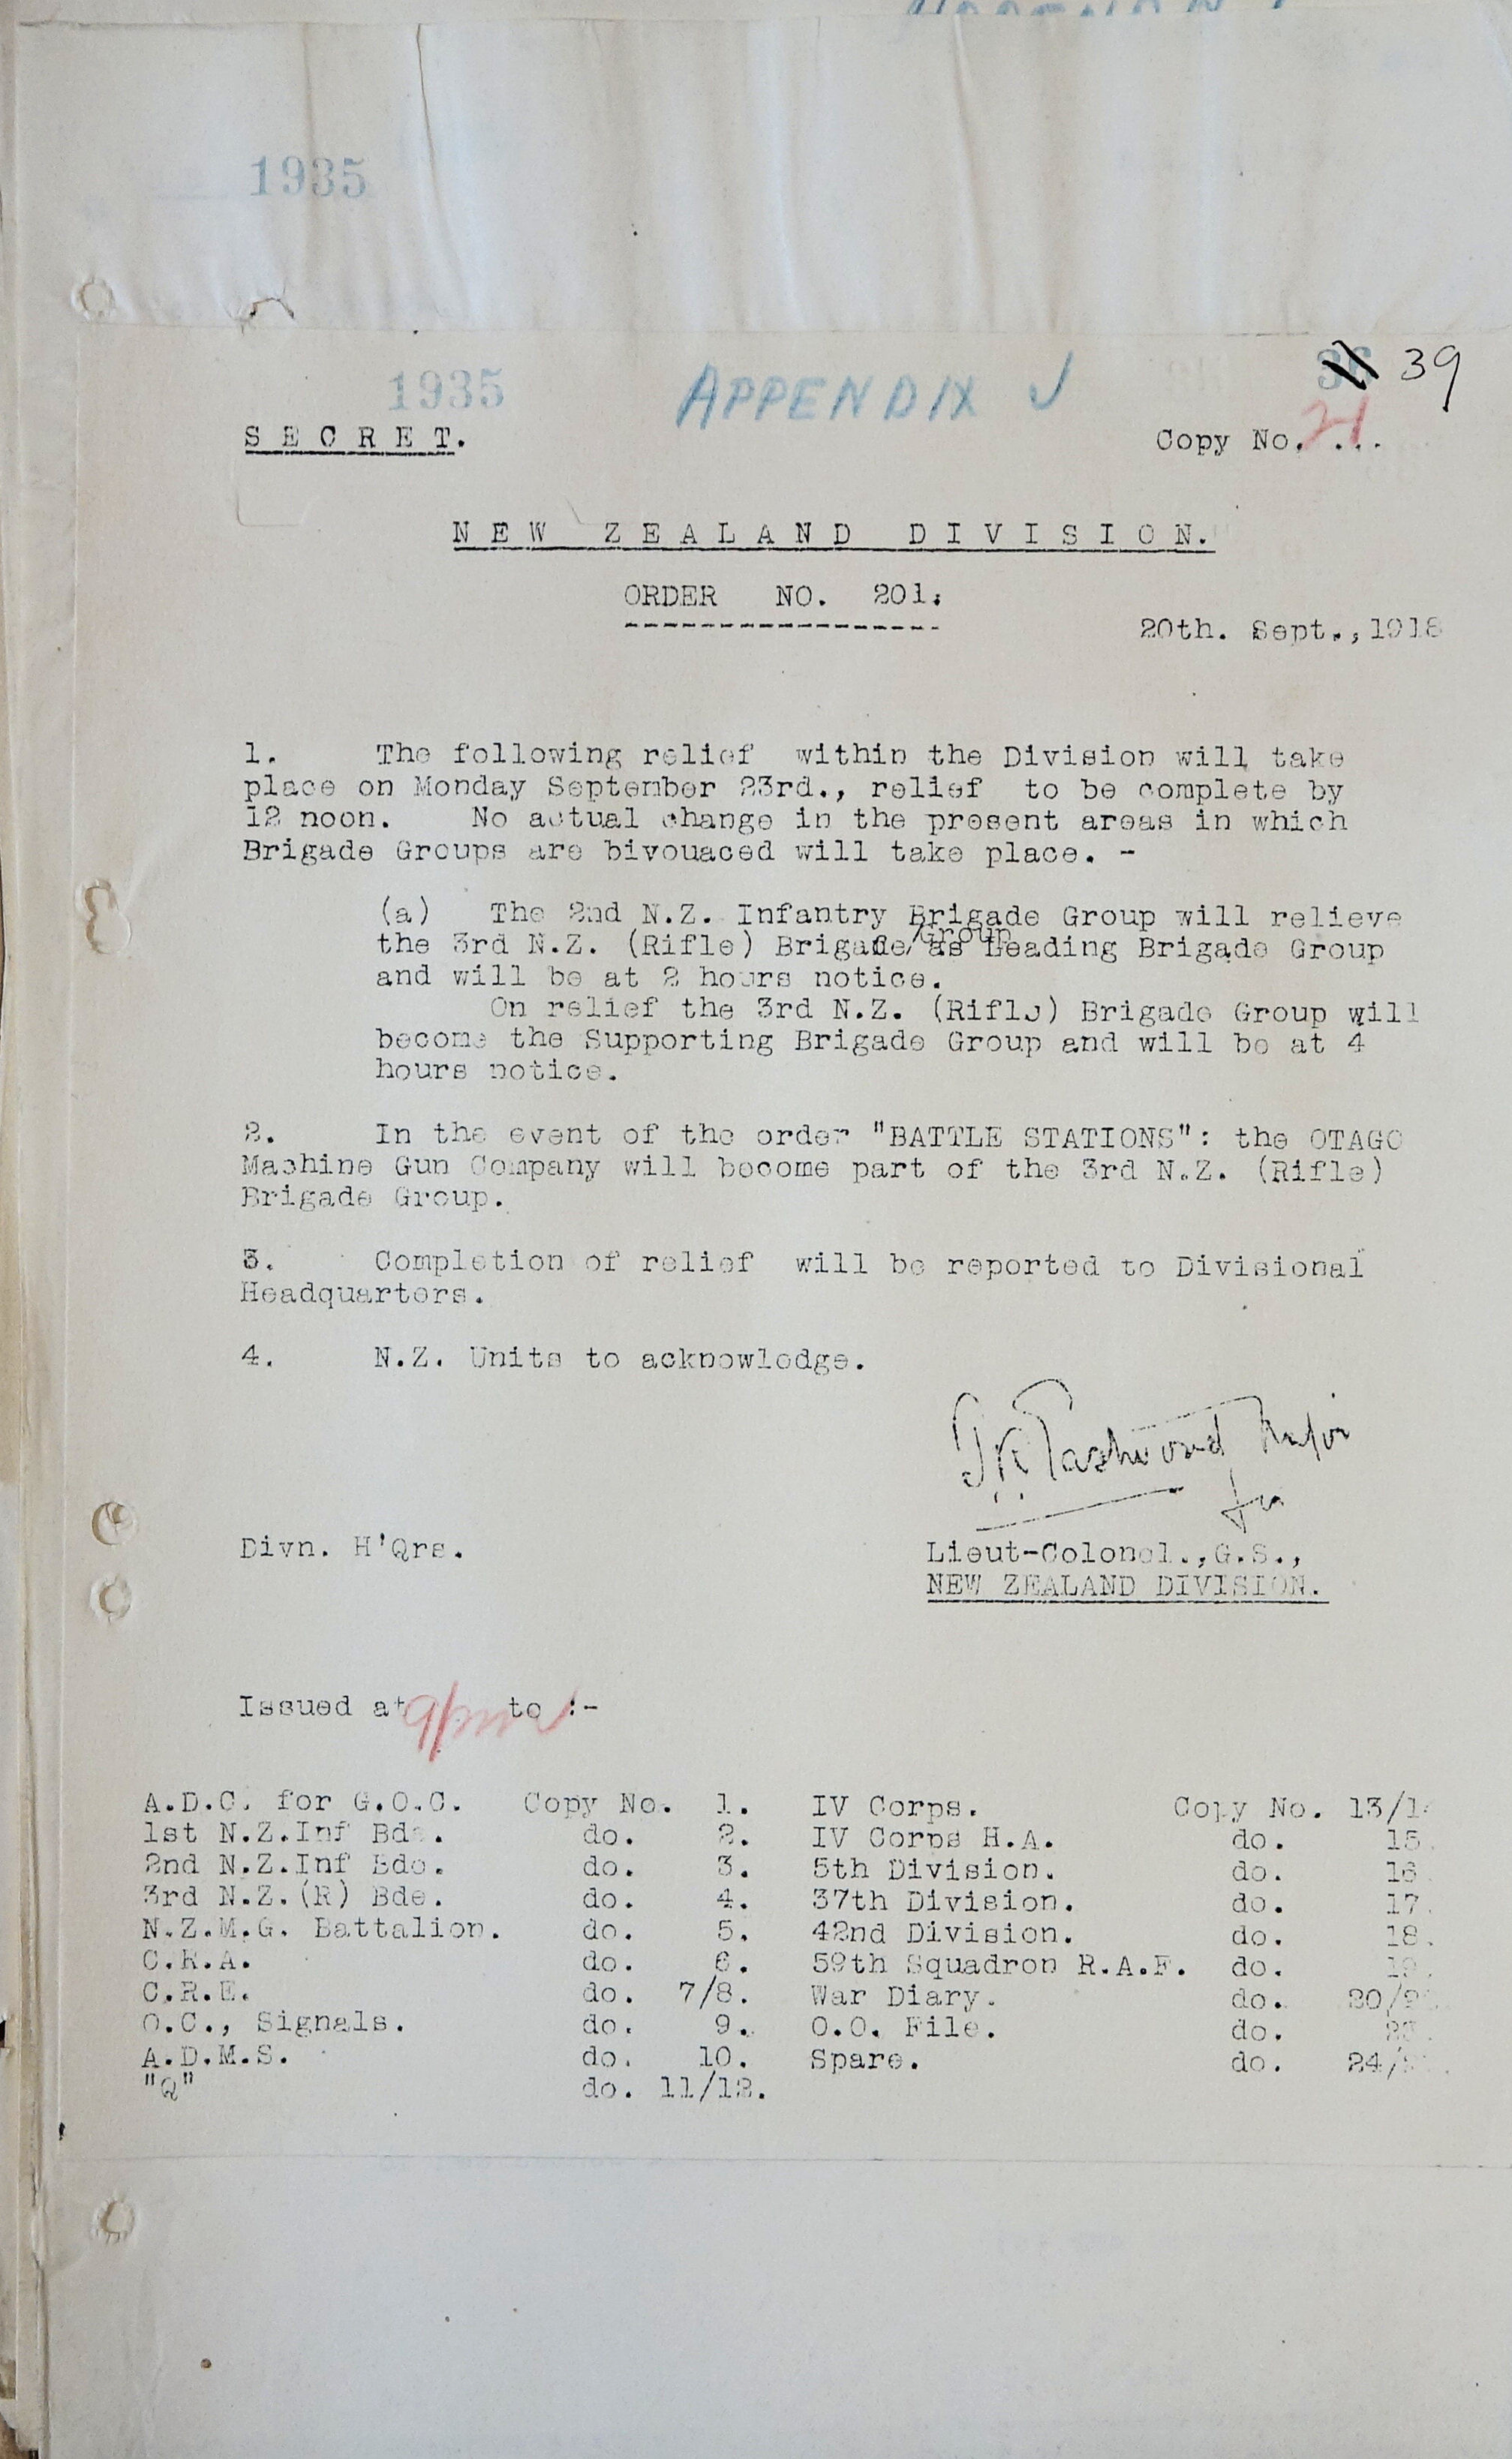 1935
1935
APPENDIX J
39
SECRET.
Copy No. 21 ...
NEW ZEALAND DIVISION.
ORDER NO. 201.
20th. Sept., 1918
1. The following relief within the Division will take
place on Monday September 23rd., relief to be complete by
12 noon. No actual change in the present areas in which
Brigade Groups are bivouaced will take place. -
(a) The 2nd N.Z. Infantry Brigade Group will relieve
the 3rd N.Z. (Rifle) Brigade/Group as Leading Brigade Group
and will be at 2 hours notice.
On relief the 3rd N.Z. (Rifle) Brigade Group will
become the Supporting Brigade Group and will be at 4
hours notice.
2. In the event of the order "BATTLE STATIONS": the OTAGO
Machine Gun Company will become part of the 3rd N.Z. (Rifle)
Brigade Group.
3. Completion of relief will be reported to Divisional
Headquarters.
4. N.Z. Units to acknowledge.
Major
for
Divn. H'Qrs.
Lieut-Colonel.,G.S.,
NEW ZEALAND DIVISION.
Issued at 9pm to :-
A.D.C. for G.O.C. Copy No. 1. IV Corps. Copy No. 13/
1st N.Z.Inf Bde. do. 2. IV Corps H.A. do. 15.
2nd N.Z.Inf Bde. do. 3. 5th Division. do. 16
3rd N.Z.(R) Bde. do. 4. 37th Division. do. 17.
N.Z.M.G. Battalion. do. 5. 42nd Division. do. 18.
C.R.A. do. 6. 59th Squadron R.A.F. do. 19.
C.R.E. do. 7/8. War Diary. do. 20/
O.C., Signals. do. 9. O.O. File. do.
A.D.M.S. do. 10. Spare. do. 24/
"Q" do. 11/12.